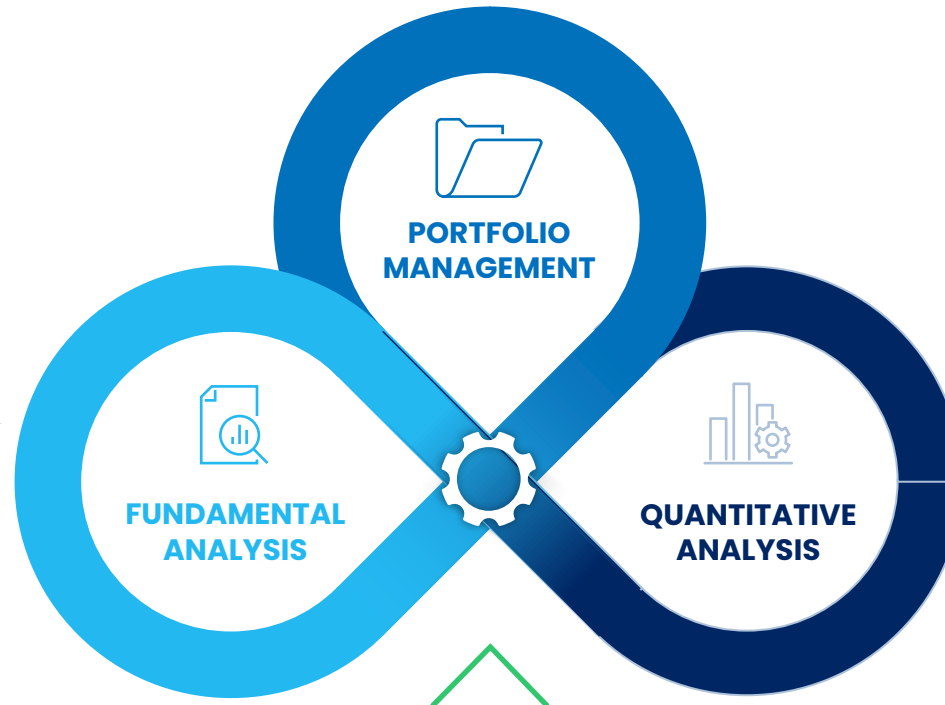 PORTFOLIO
MANAGEMENT
FUNDAMENTAL
ANALYSIS
QUANTITATIVE
ANALYSIS